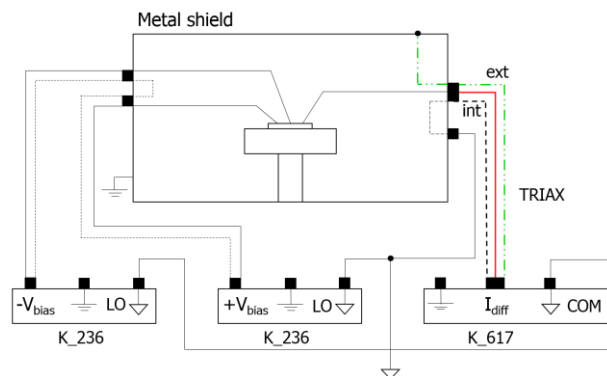 Metal shield
ext
int
TRIAX
-Vbias LO
+Vbias LO
Idiff COM
K_236
K_236
K_617